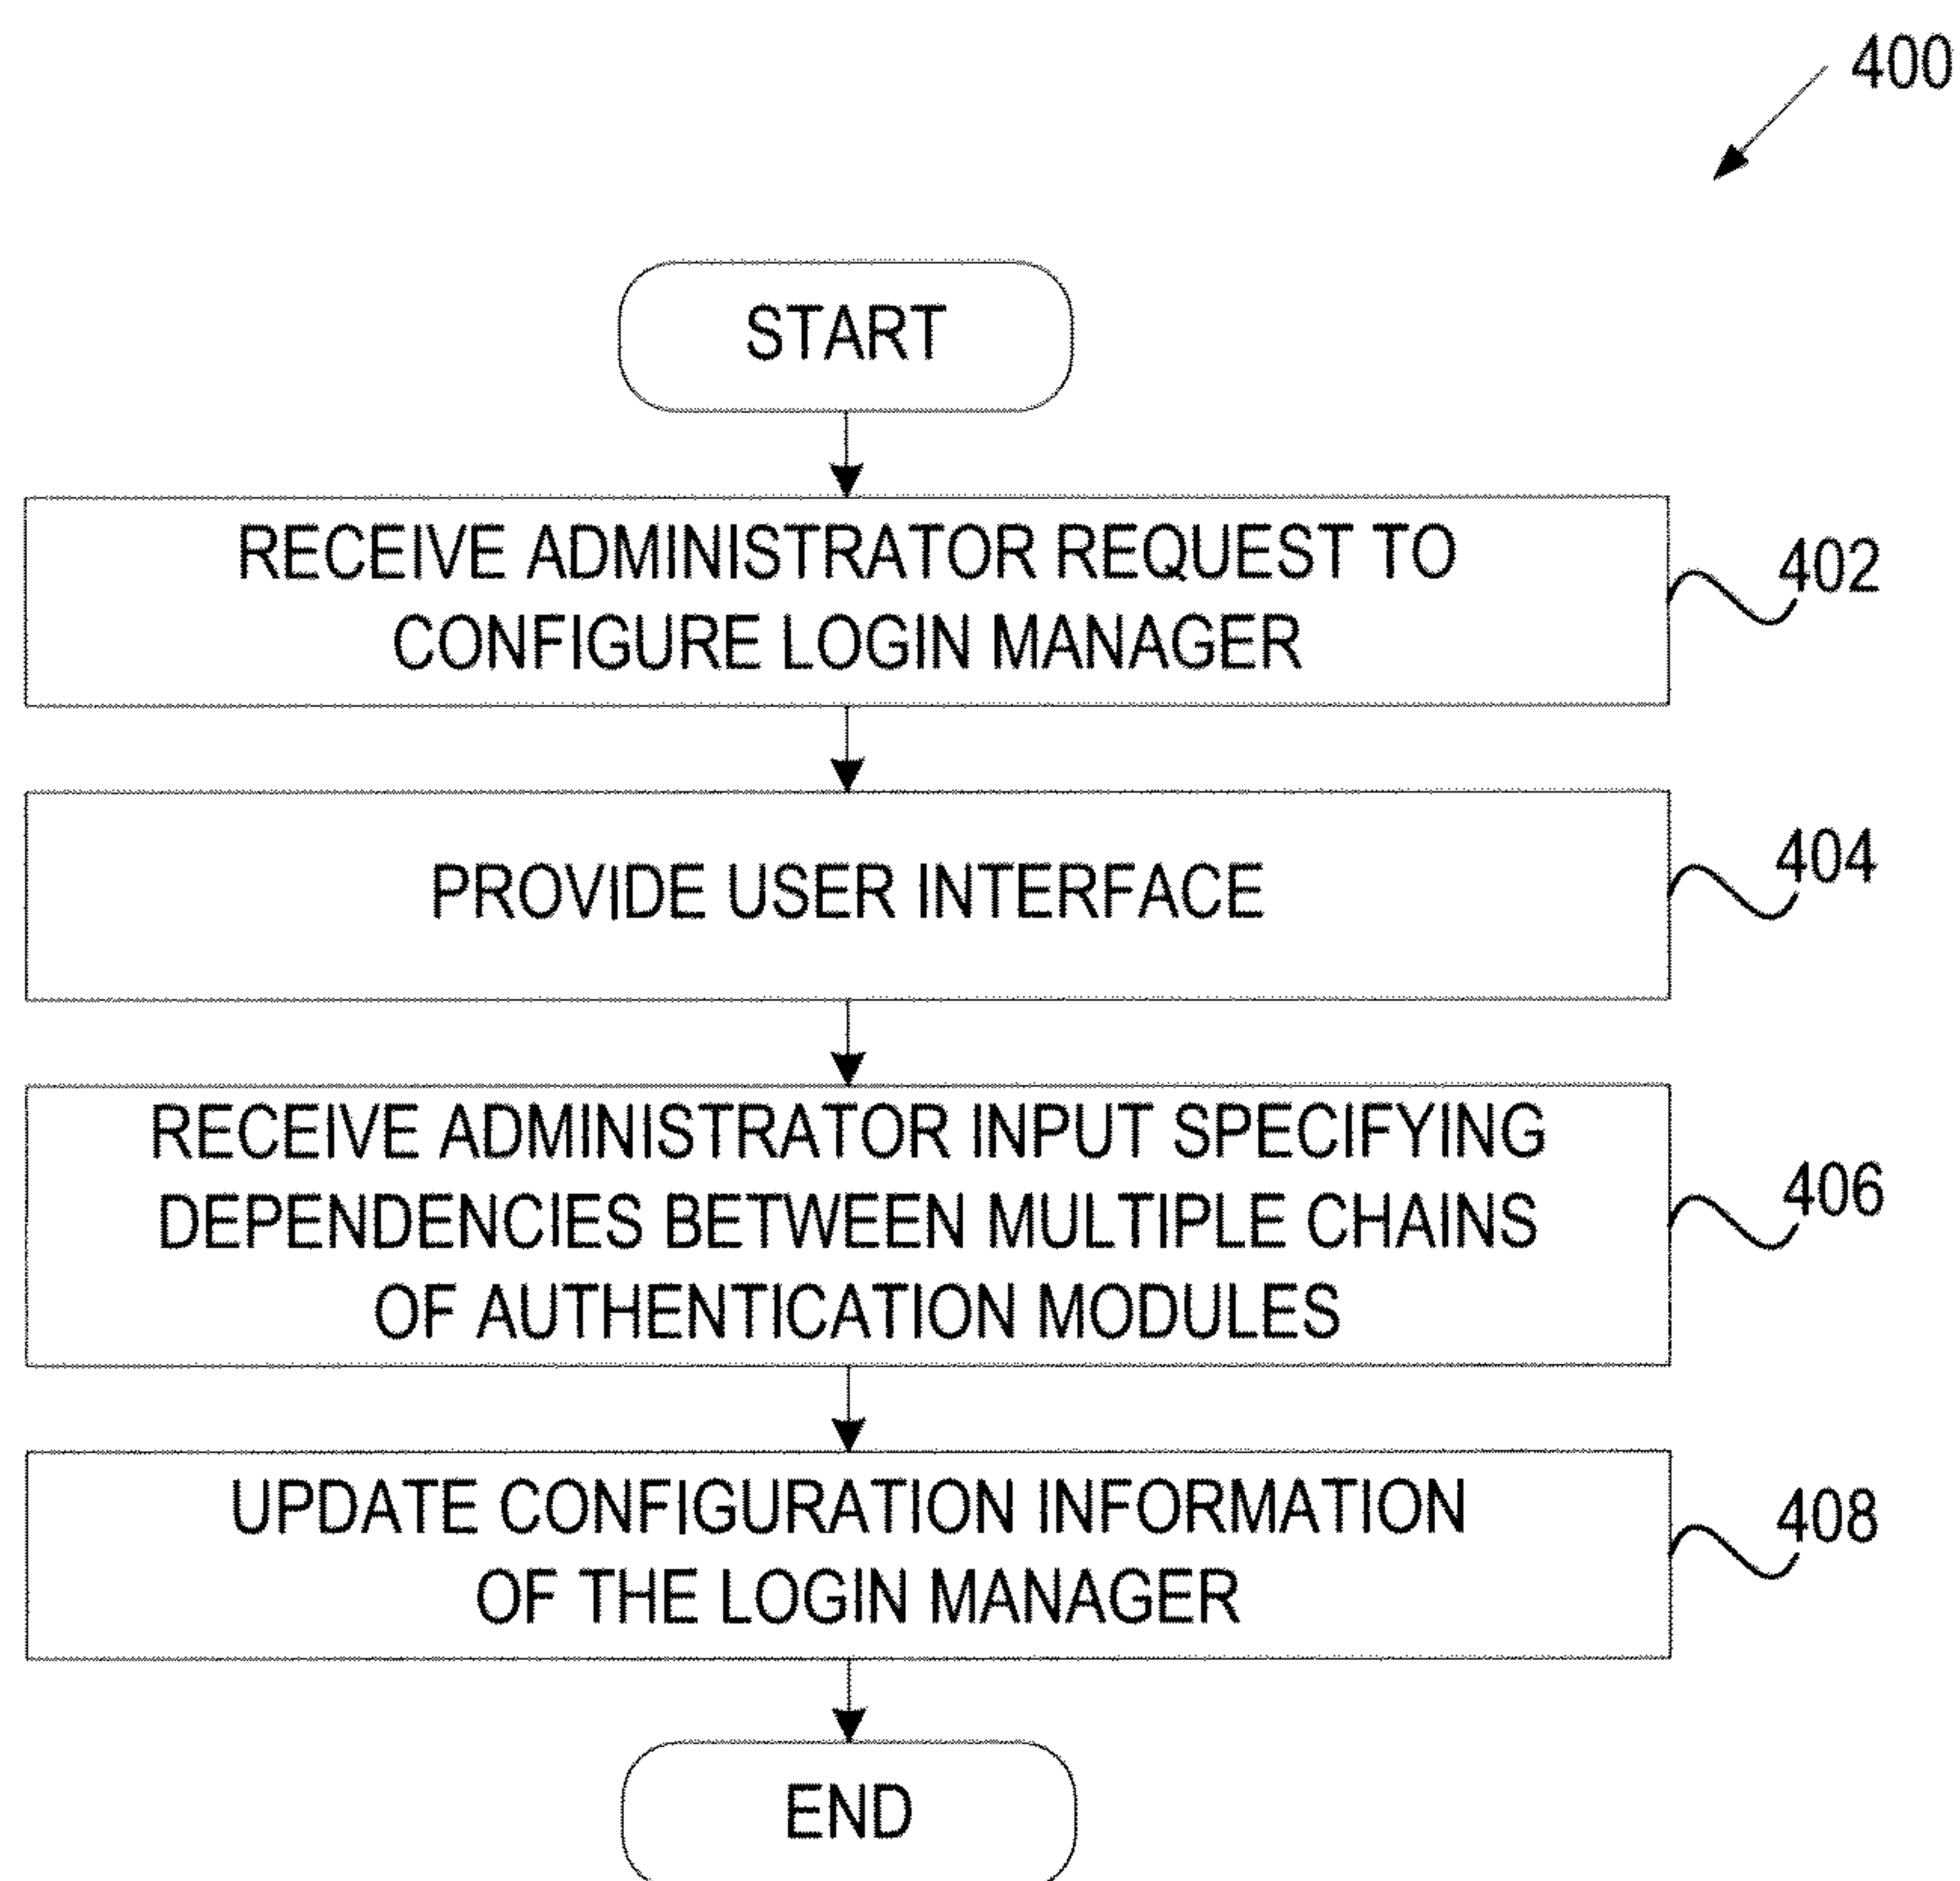 400
START
RECEIVE ADMINISTRATOR REQUEST TO
CONFIGURE LOGIN MANAGER
402
PROVIDE USER INTERFACE
404
RECEIVE ADMINISTRATOR INPUT SPECIFYING
DEPENDENCIES BETWEEN MULTIPLE CHAINS
OF AUTHENTICATION MODULES
406
UPDATE CONFIGURATION INFORMATION
OF THE LOGIN MANAGER
408
END